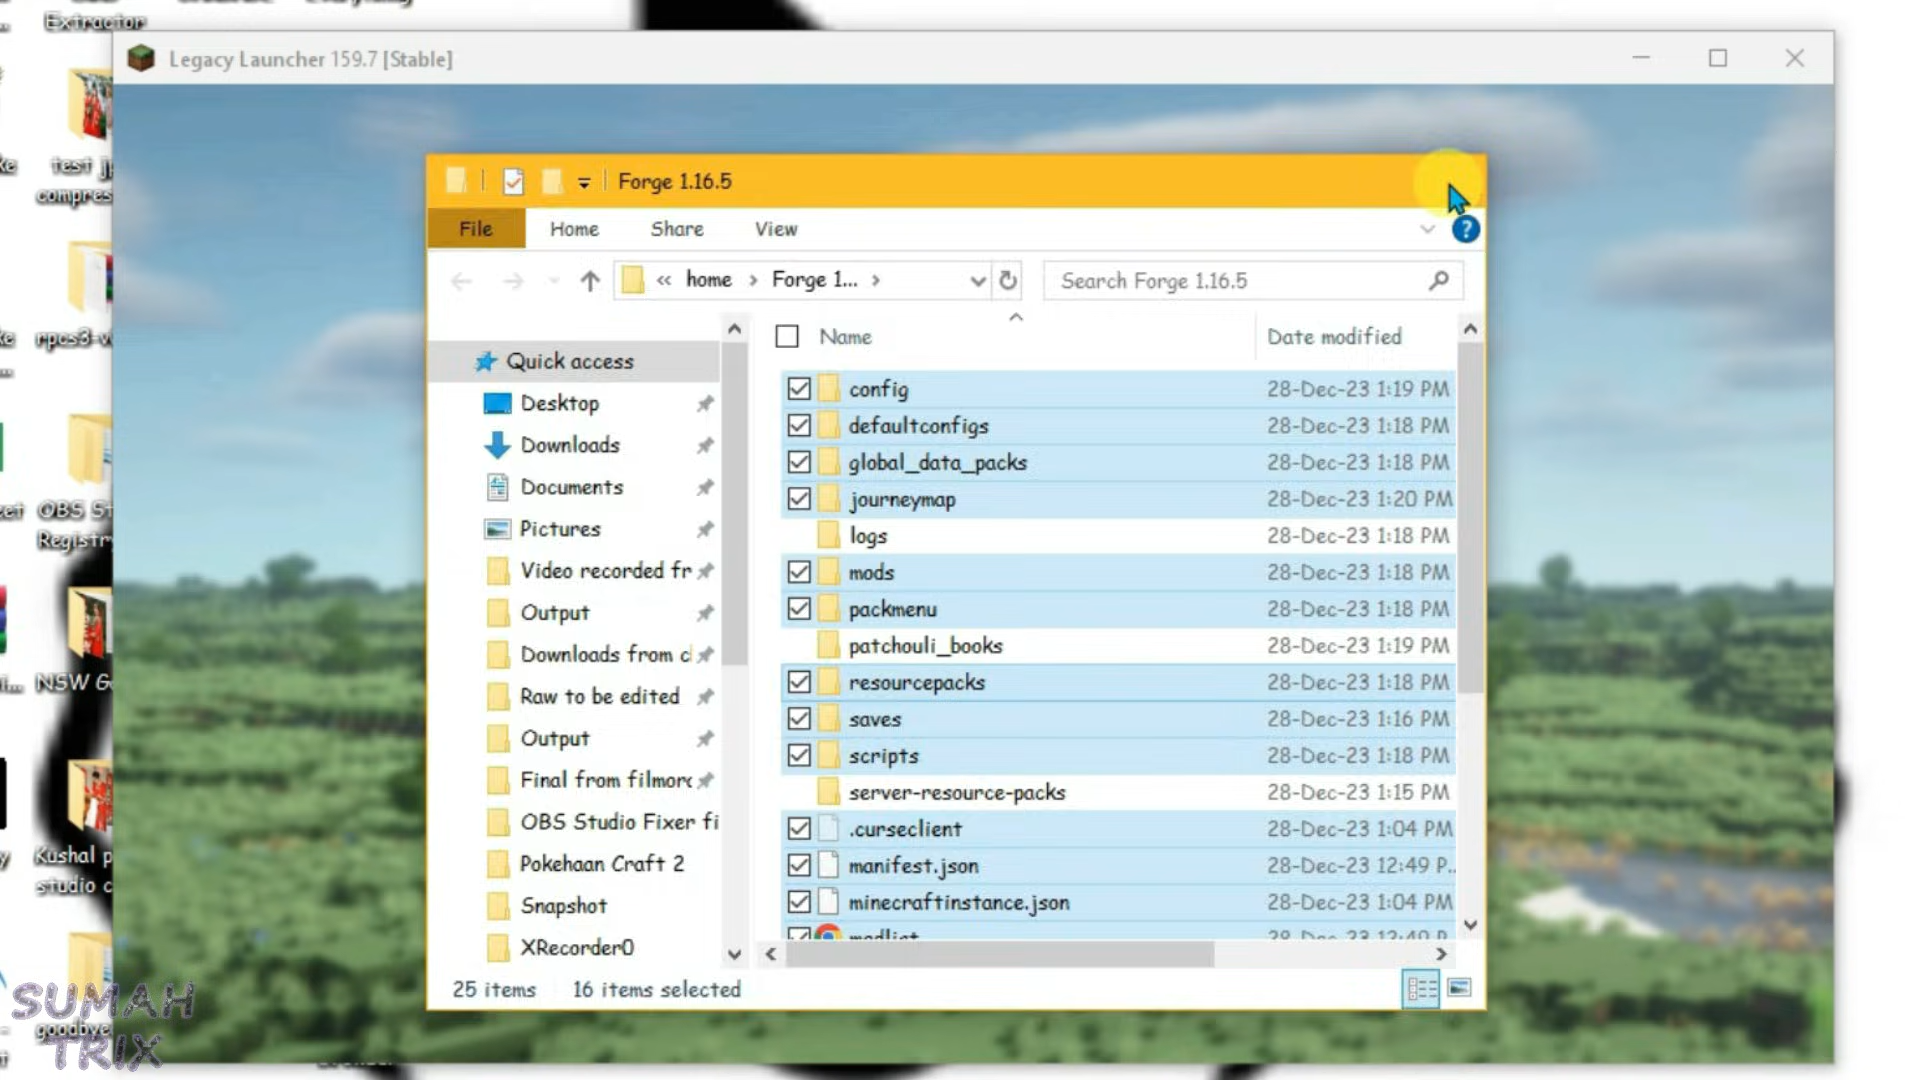 Extractor
Legacy Launcher 159.7 [Stable]
test
compres
rpcs3-v
OBS St
Registr
NSW G
Kushal p
studio c
goodbye
Forge 1.16.5
File Home Share View
« home > Forge 1... >
Search Forge 1.16.5
Quick access
Desktop
Downloads
Documents
Pictures
Video recorded fr
Output
Downloads from cl
Raw to be edited
Output
Final from filmorc
OBS Studio Fixer fi
Pokehaan Craft 2
Snapshot
XRecorder0
Name Date modified
config 28-Dec-23 1:19 PM
defaultconfigs 28-Dec-23 1:18 PM
global_data_packs 28-Dec-23 1:18 PM
journeymap 28-Dec-23 1:20 PM
logs 28-Dec-23 1:18 PM
mods 28-Dec-23 1:18 PM
packmenu 28-Dec-23 1:18 PM
patchouli_books 28-Dec-23 1:19 PM
resourcepacks 28-Dec-23 1:18 PM
saves 28-Dec-23 1:16 PM
scripts 28-Dec-23 1:18 PM
server-resource-packs 28-Dec-23 1:15 PM
.curseclient 28-Dec-23 1:04 PM
manifest.json 28-Dec-23 12:49 P..
minecraftinstance.json 28-Dec-23 1:04 PM
25 items 16 items selected
SUMAH
TRIX